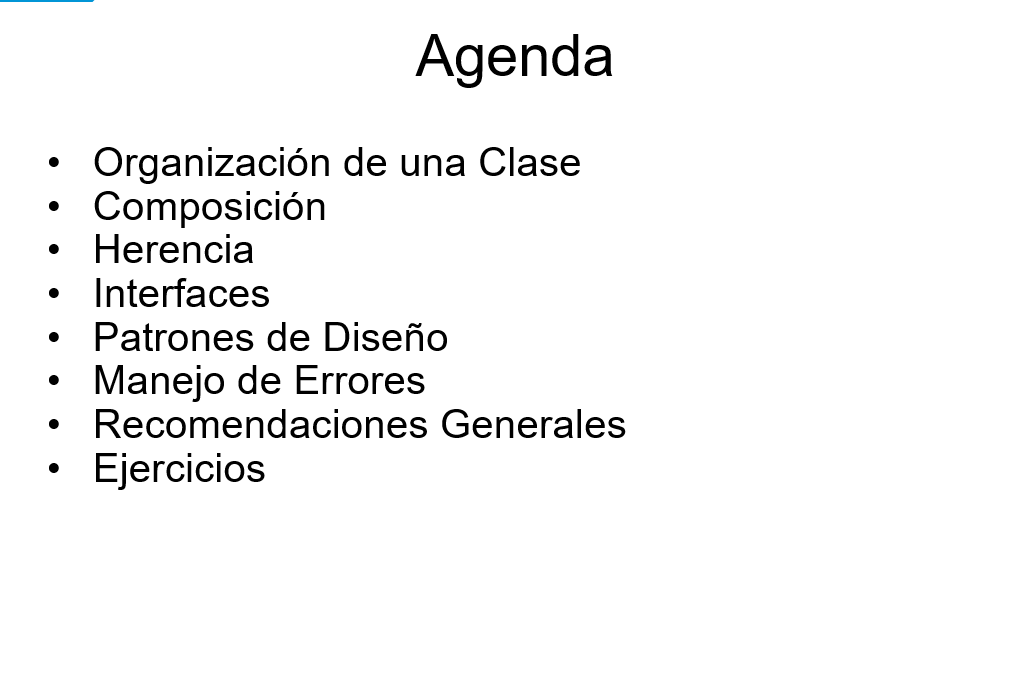 Agenda
• Organización de una Clase
• Composición
• Herencia
• Interfaces
• Patrones de Diseño
• Manejo de Errores
• Recomendaciones Generales
• Ejercicios